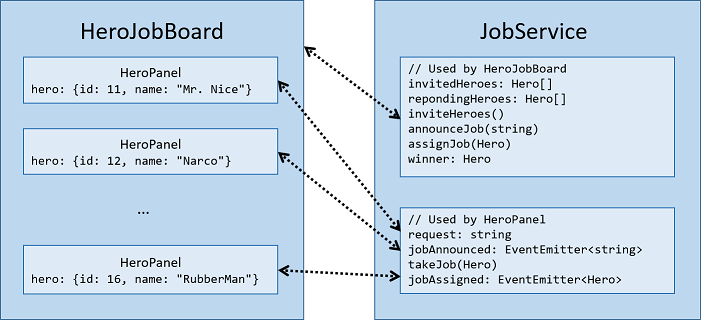 HeroJobBoard
HeroPanel
hero: {id: 11, name: "Mr. Nice"}
HeroPanel
hero: {id: 12, name: "Narco"}
...
HeroPanel
hero: {id: 16, name: "RubberMan"}
JobService
// Used by HeroJobBoard
invitedHeroes: Hero[]
repondingHeroes: Hero[]
inviteHeroes()
announceJob(string)
assignJob(Hero)
winner: Hero
// Used by HeroPanel
request: string
jobAnnounced: EventEmitter<string>
takeJob(Hero)
jobAssigned: EventEmitter<Hero>